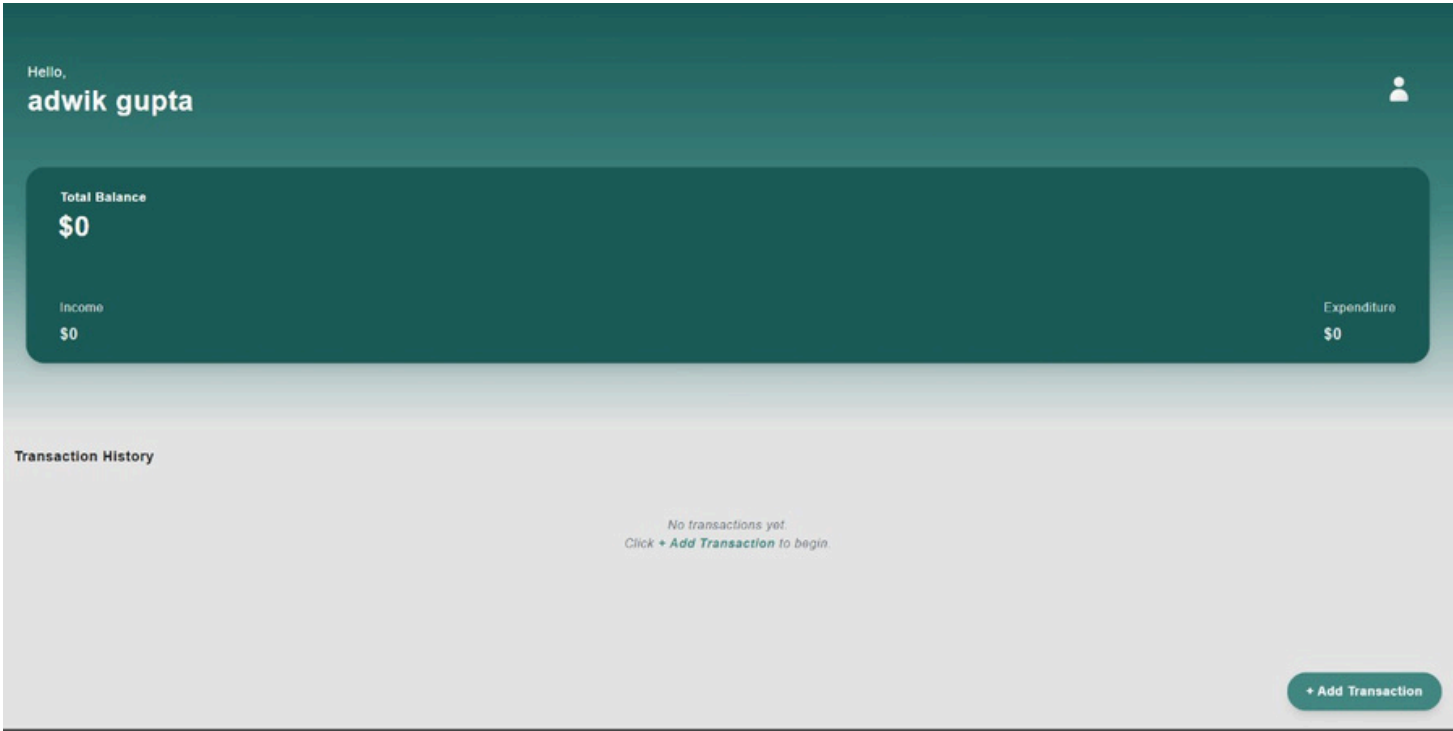 Hello,
adwik gupta
Total Balance
$0
Income
Expenditure
$0
$0
Transaction History
No transactions yet.
Click + Add Transaction to begin.
+ Add Transaction